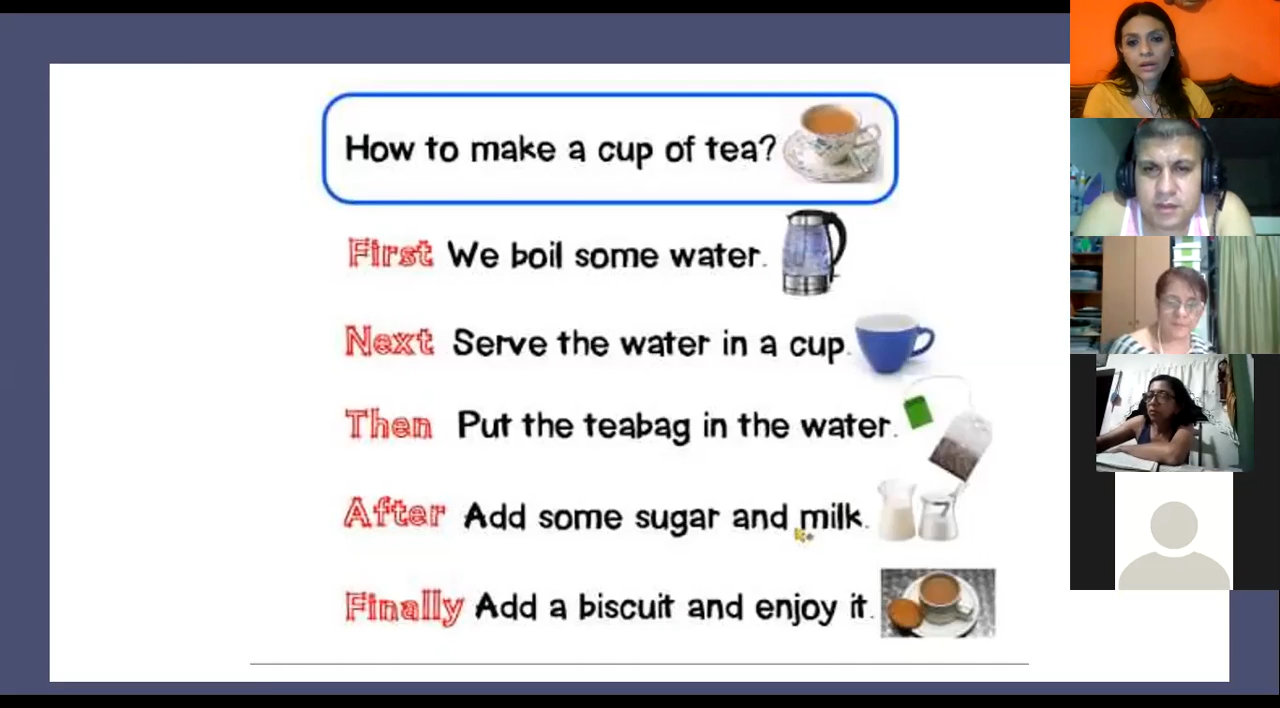 How to make a cup of tea?
First We boil some water.
Next Serve the water in a cup.
Then Put the teabag in the water.
After Add some sugar and milk.
Finally Add a biscuit and enjoy it.